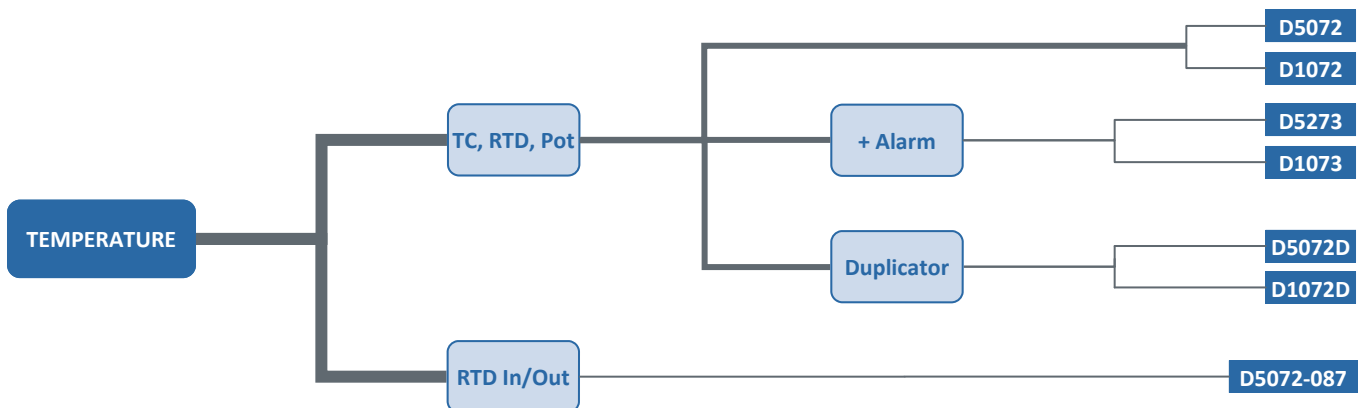 TEMPERATURE
TC, RTD, Pot
D5072
D1072
+ Alarm
D5273
D1073
Duplicator
D5072D
D1072D
RTD In/Out
D5072-087